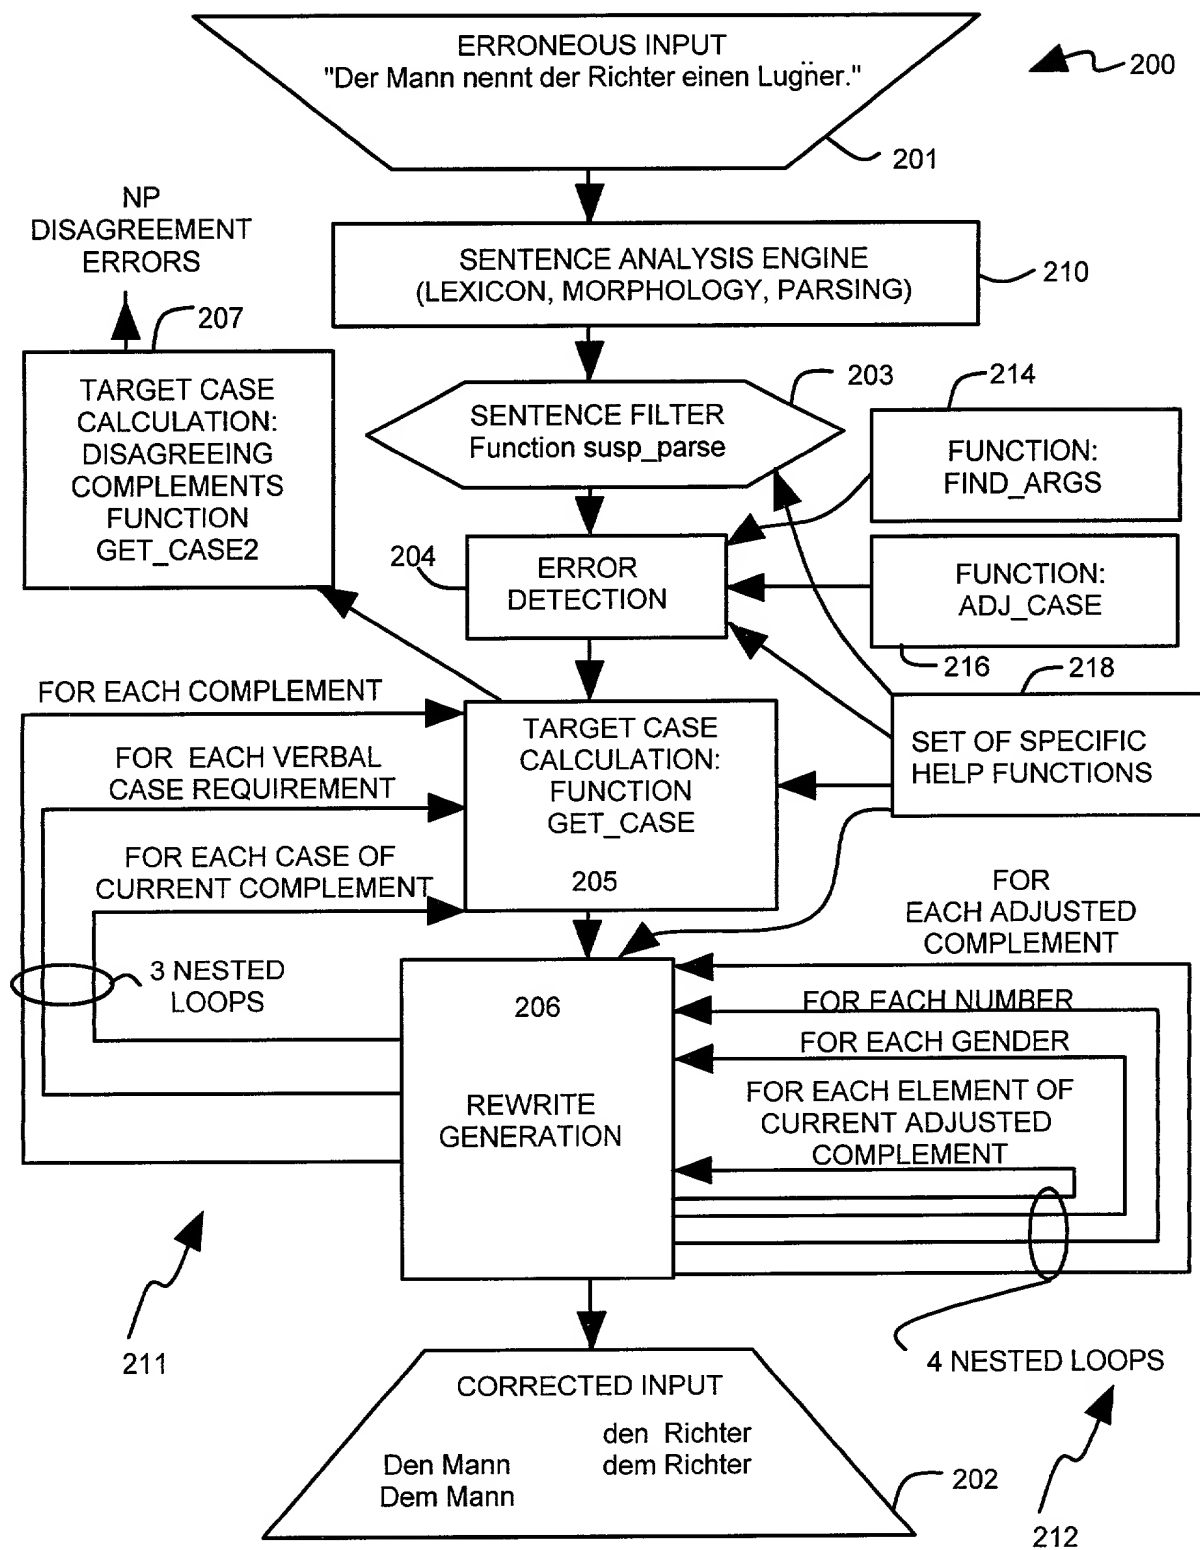 ERRONEOUS INPUT
"Der Mann nennt der Richter einen Lugn̈er."
200
201
NP
DISAGREEMENT
ERRORS
SENTENCE ANALYSIS ENGINE
(LEXICON, MORPHOLOGY, PARSING)
210
207
TARGET CASE
CALCULATION:
DISAGREEING
COMPLEMENTS
FUNCTION
GET_CASE2
SENTENCE FILTER
Function susp_parse
203
214
FUNCTION:
FIND_ARGS
204
ERROR
DETECTION
FUNCTION:
ADJ_CASE
216
218
SET OF SPECIFIC
HELP FUNCTIONS
FOR EACH COMPLEMENT
FOR EACH VERBAL
CASE REQUIREMENT
FOR EACH CASE OF
CURRENT COMPLEMENT
TARGET CASE
CALCULATION:
FUNCTION
GET_CASE
205
3 NESTED
LOOPS
FOR
EACH ADJUSTED
COMPLEMENT
FOR EACH NUMBER
FOR EACH GENDER
FOR EACH ELEMENT OF
CURRENT ADJUSTED
COMPLEMENT
206
REWRITE
GENERATION
211
4 NESTED LOOPS
CORRECTED INPUT
den Richter
Den Mann dem Richter
Dem Mann
202
212